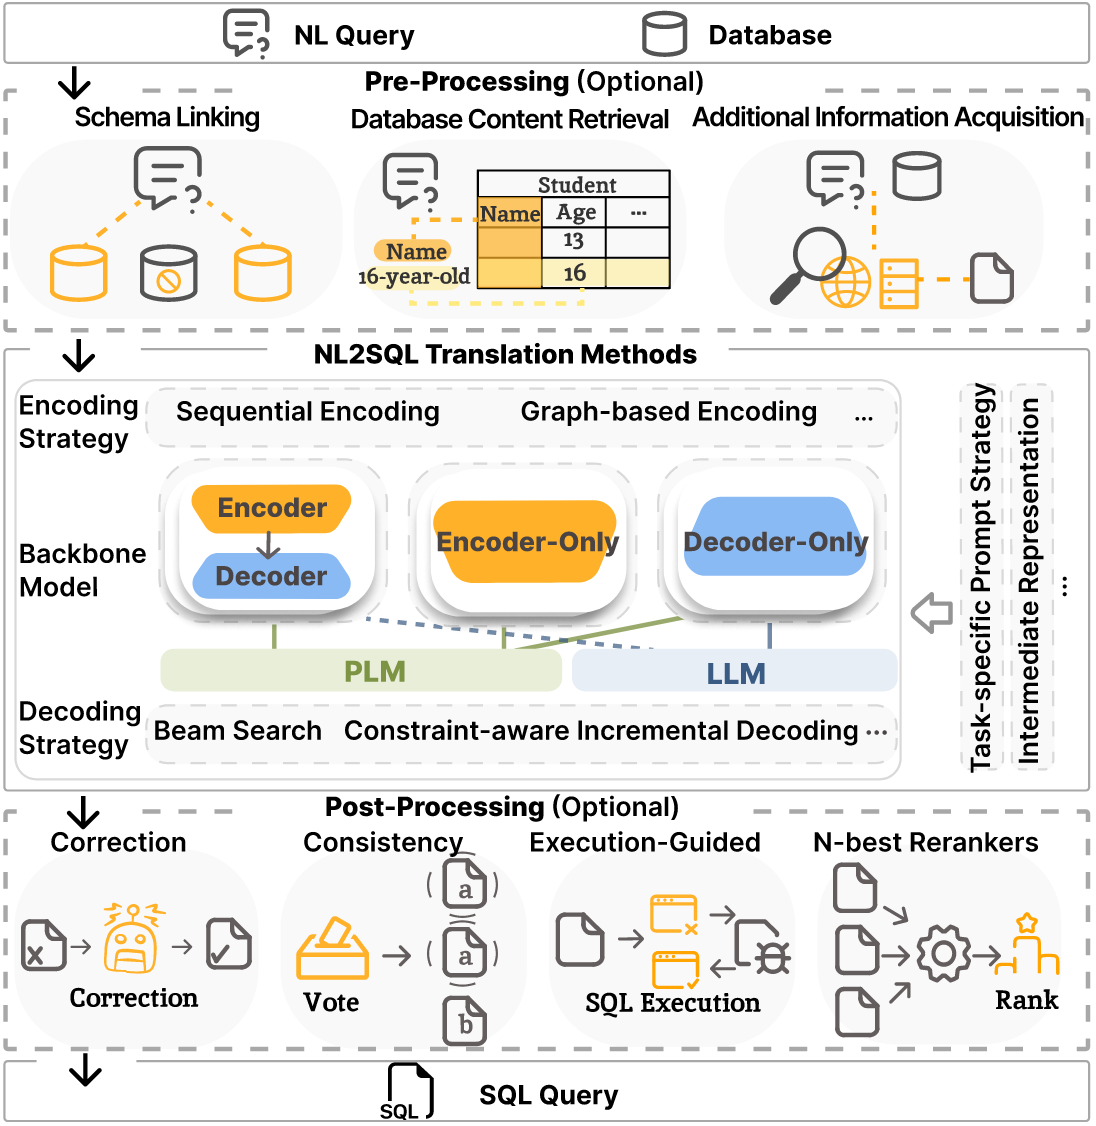 NL Query
Database
Pre-Processing (Optional)
Schema Linking
Database Content Retrieval
Additional Information Acquisition
Student
Name
Age
...
13
16
Name
16-year-old
NL2SQL Translation Methods
Encoding
Strategy
Sequential Encoding
Graph-based Encoding
...
Backbone
Model
Encoder
Decoder
Encoder-Only
Decoder-Only
PLM
LLM
Decoding
Strategy
Beam Search
Constraint-aware Incremental Decoding
...
Task-specific Prompt Strategy
Intermediate Representation
...
Post-Processing (Optional)
Correction
Consistency
Execution-Guided
N-best Rerankers
Correction
Vote
a
a
b
SQL Execution
Rank
SQL
SQL Query